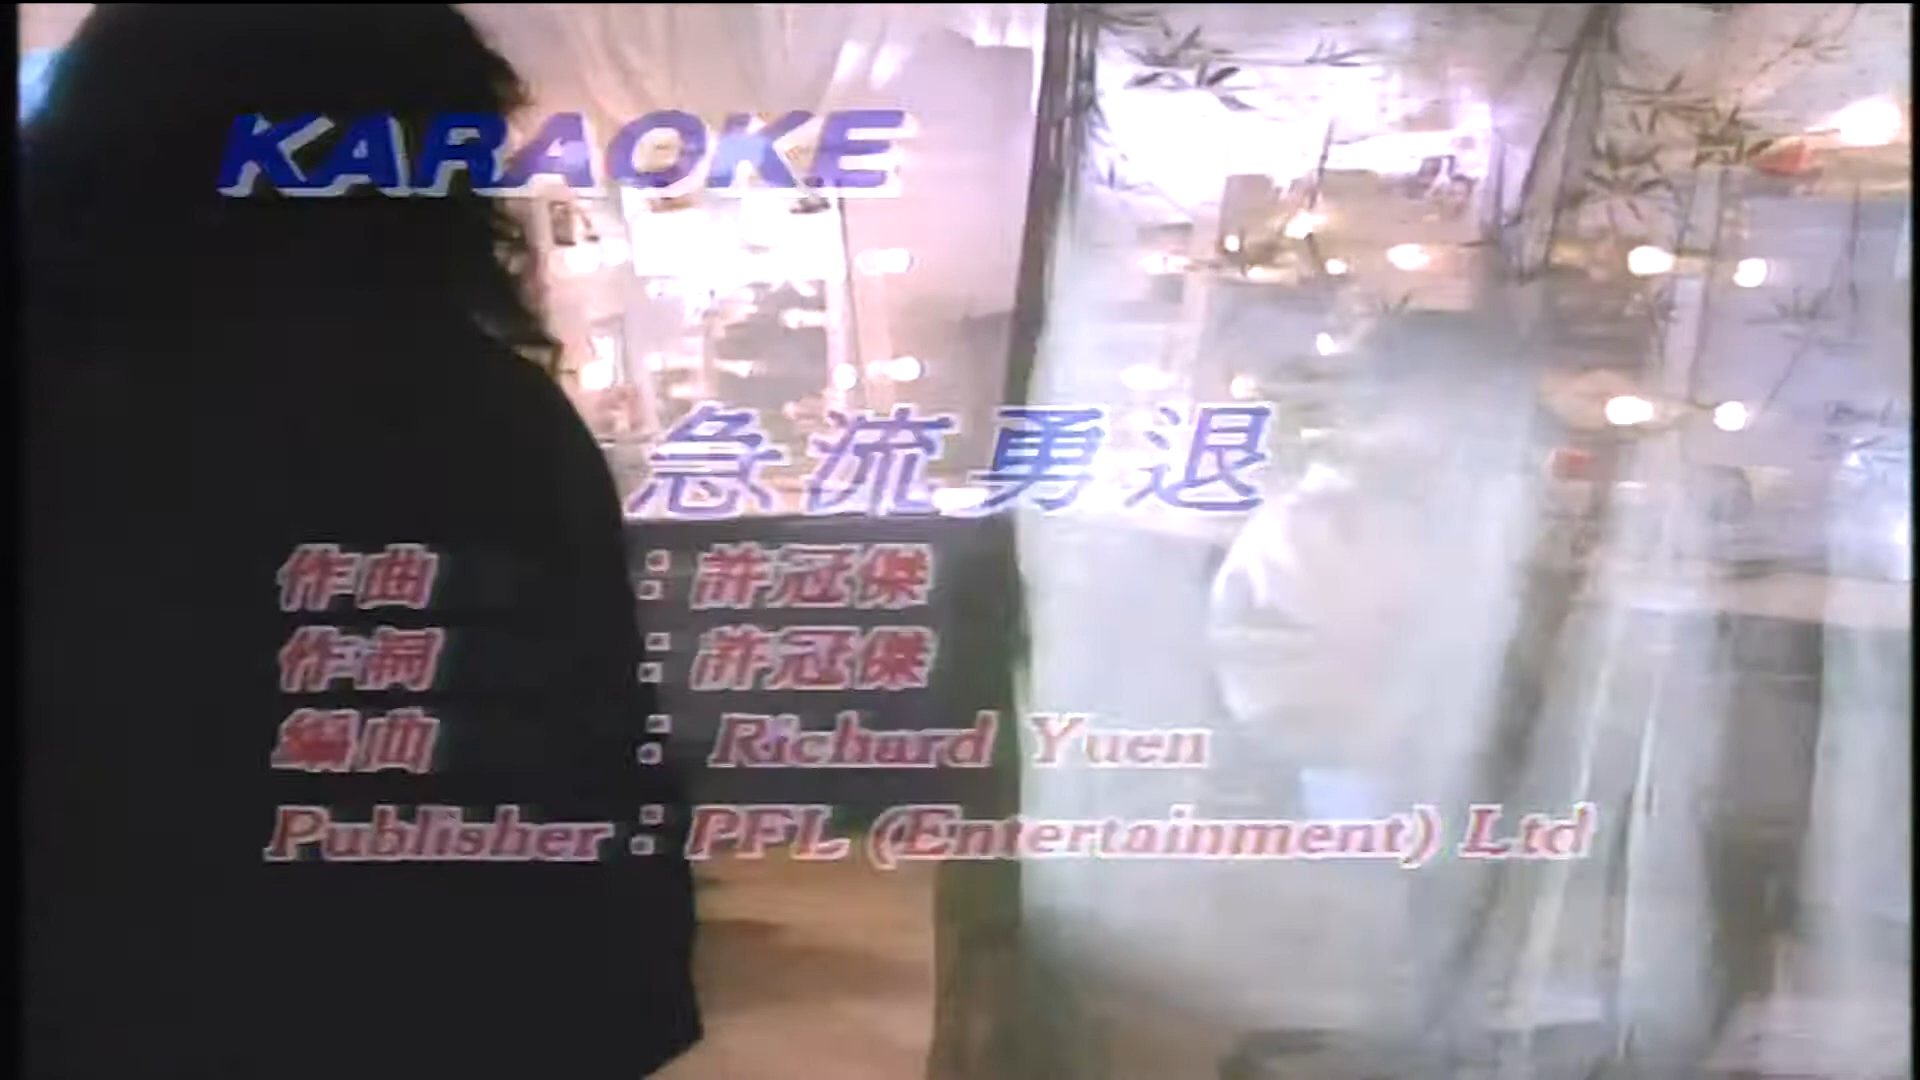 KARAOKE
急流勇退
作曲 : 許冠傑
作詞 : 許冠傑
編曲 : Richard Yuen
Publisher : PFL (Entertainment) Ltd